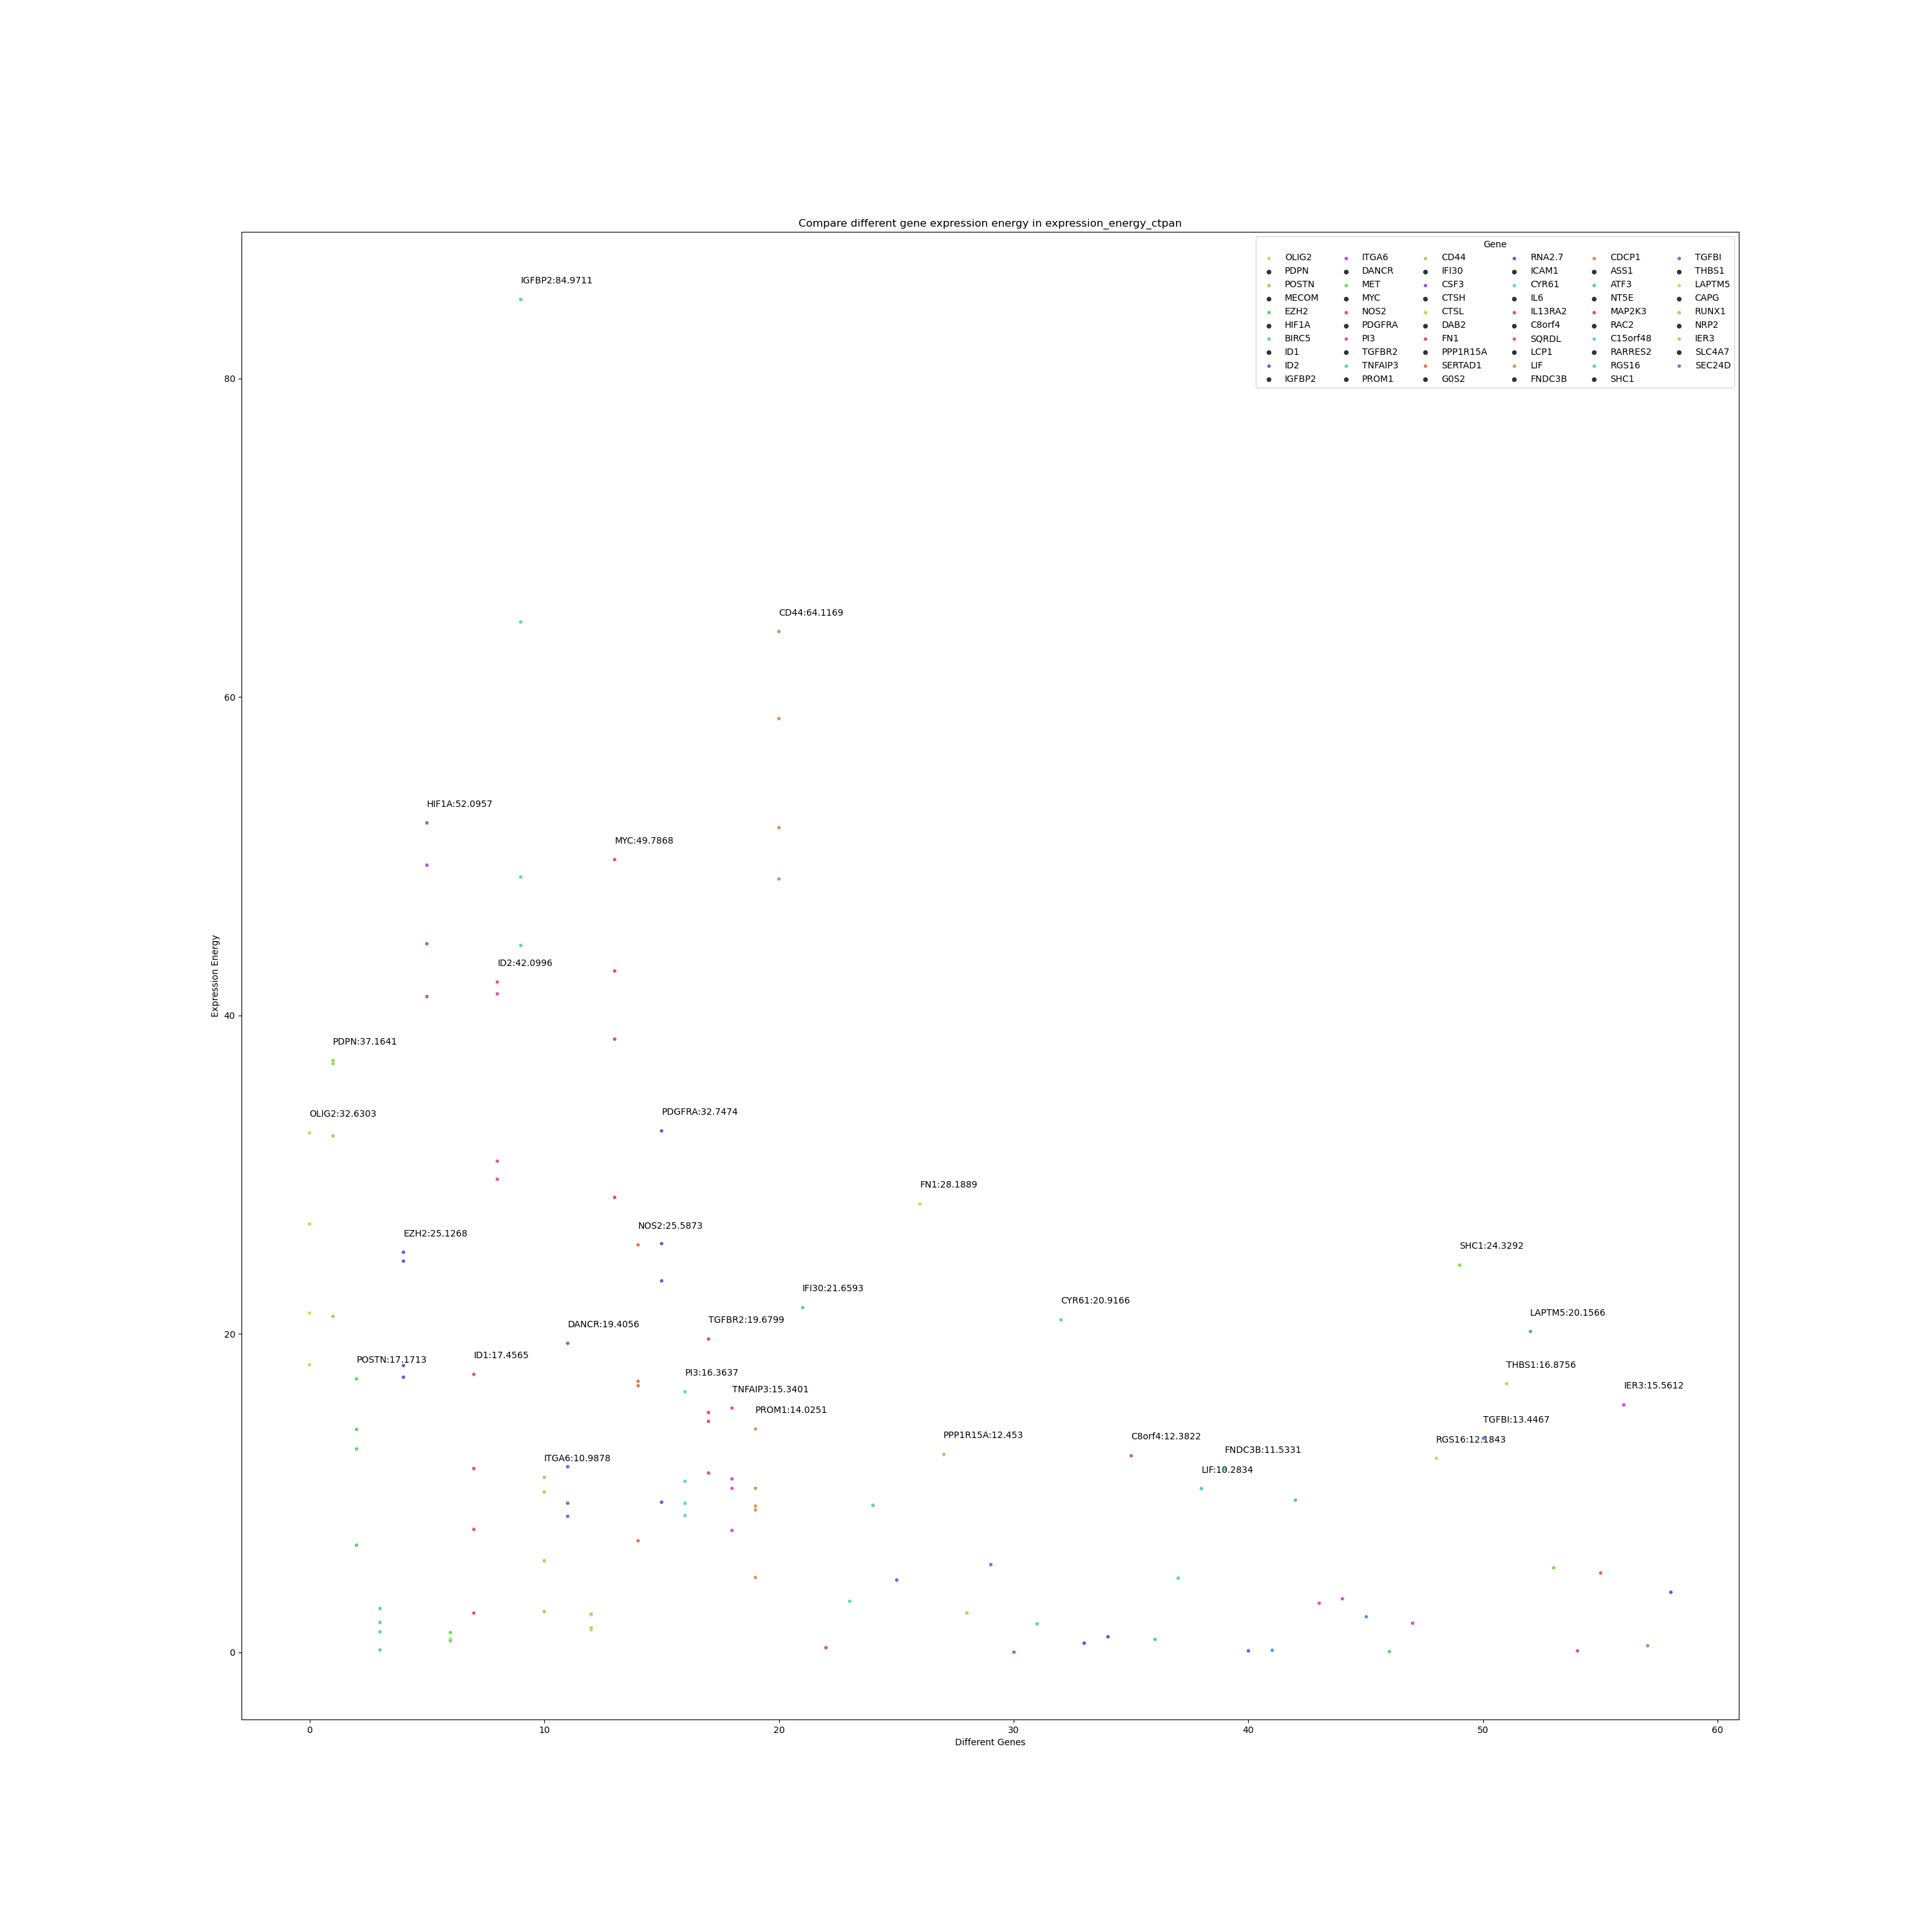 Compare different gene expression energy in expression_energy_ctpan
Gene
OLIG2 ITGA6 CD44 RNA2.7 CDCP1 TGFBI
PDPN DANCR IFI30 ICAM1 ASS1 THBS1
POSTN MET CSF3 CYR61 ATF3 LAPTM5
MECOM MYC CTSH IL6 NT5E CAPG
EZH2 NOS2 CTSL IL13RA2 MAP2K3 RUNX1
HIF1A PDGFRA DAB2 C8orf4 RAC2 NRP2
BIRC5 PI3 FN1 SQRDL C15orf48 IER3
ID1 TGFBR2 PPP1R15A LCP1 RARRES2 SLC4A7
ID2 TNFAIP3 SERTAD1 LIF RGS16 SEC24D
IGFBP2 PROM1 G0S2 FNDC3B SHC1
IGFBP2:84.9711
80
CD44:64.1169
60
HIF1A:52.0957
MYC:49.7868
ID2:42.0996
Expression Energy
40
PDPN:37.1641
OLIG2:32.6303
PDGFRA:32.7474
FN1:28.1889
NOS2:25.5873
EZH2:25.1268
SHC1:24.3292
IFI30:21.6593
CYR61:20.9166
LAPTM5:20.1566
20
TGFBR2:19.6799
DANCR:19.4056
ID1:17.4565
POSTN:17.1713
THBS1:16.8756
PI3:16.3637
IER3:15.5612
TNFAIP3:15.3401
PROM1:14.0251
TGFBI:13.4467
PPP1R15A:12.453
C8orf4:12.3822
RGS16:12.1843
FNDC3B:11.5331
ITGA6:10.9878
LIF:10.2834
0
0 10 20 30 40 50 60
Different Genes